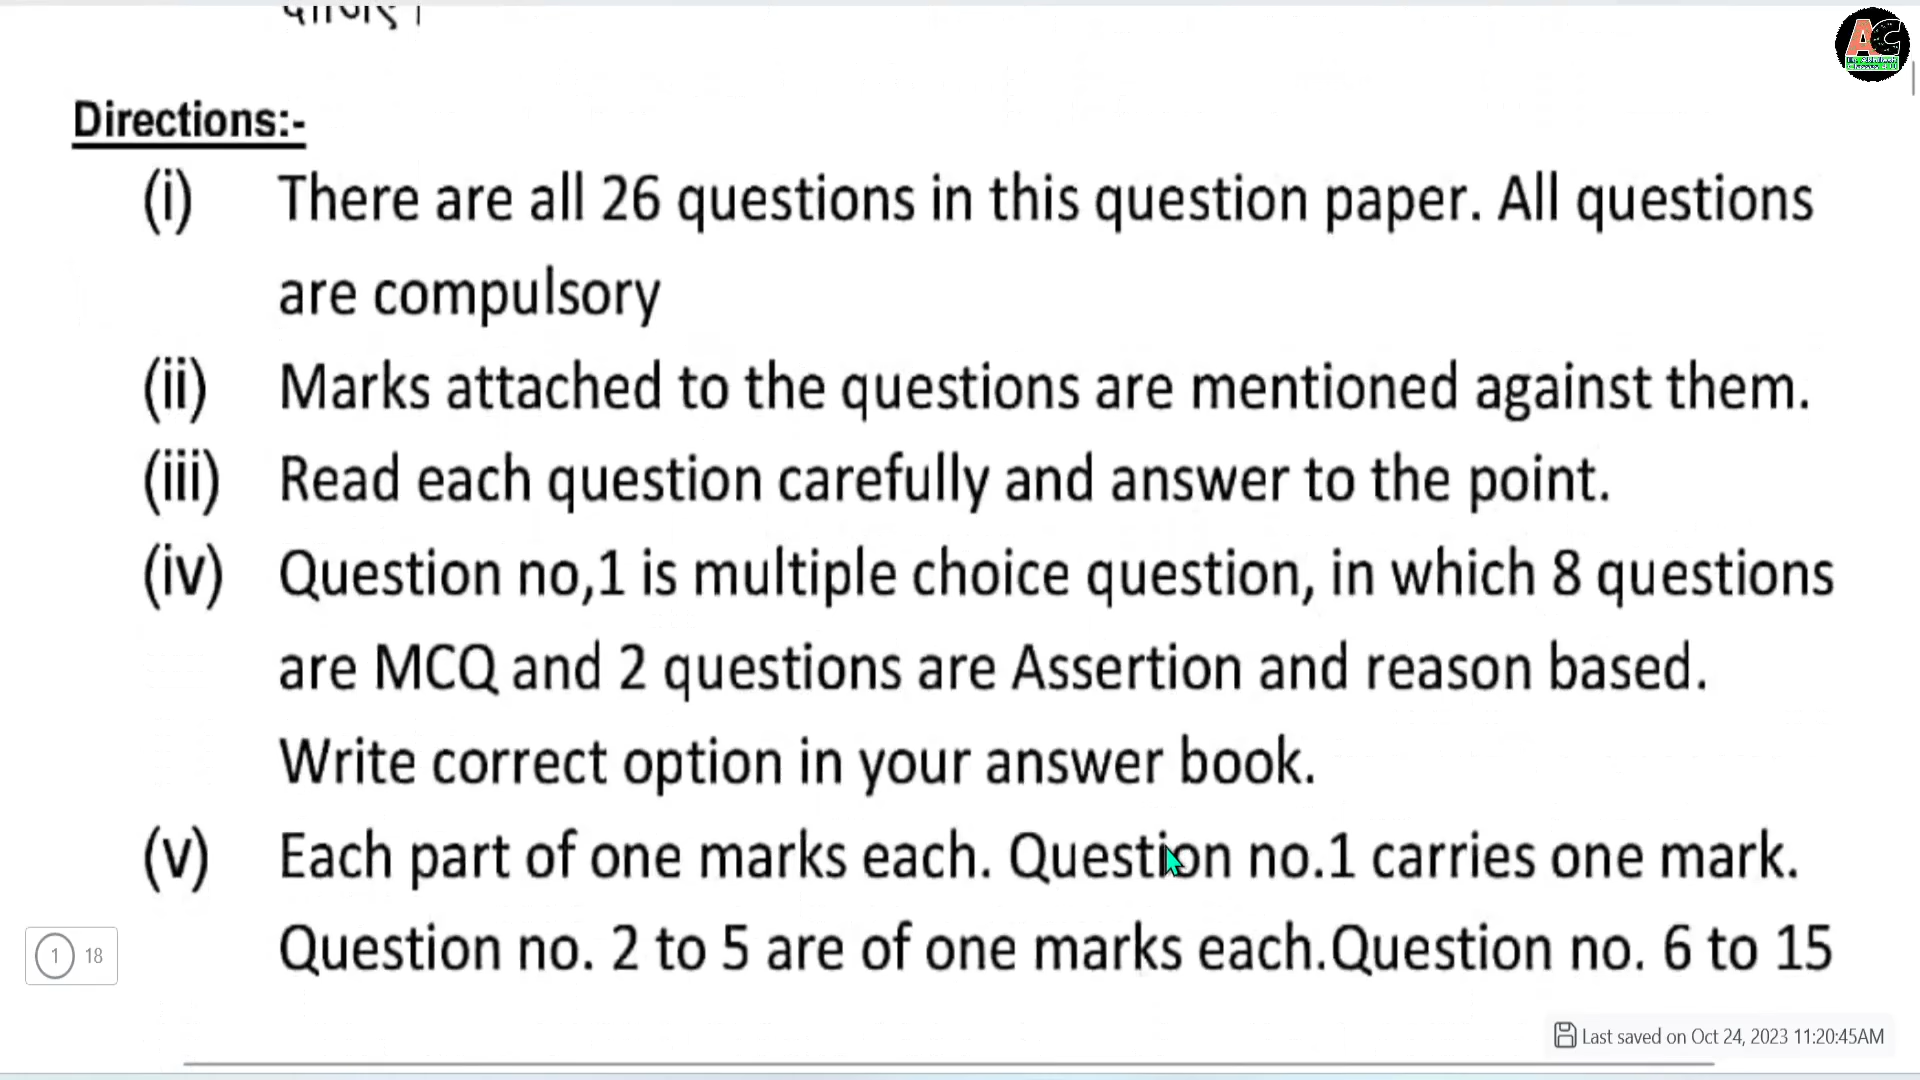 Directions:-
(i) There are all 26 questions in this question paper. All questions
are compulsory
(ii) Marks attached to the questions are mentioned against them.
(iii) Read each question carefully and answer to the point.
(iv) Question no,1 is multiple choice question, in which 8 questions
are MCQ and 2 questions are Assertion and reason based.
Write correct option in your answer book.
(v) Each part of one marks each. Question no.1 carries one mark.
Question no. 2 to 5 are of one marks each.Question no. 6 to 15
1 18
Last saved on Oct 24, 2023 11:20:45AM
AC